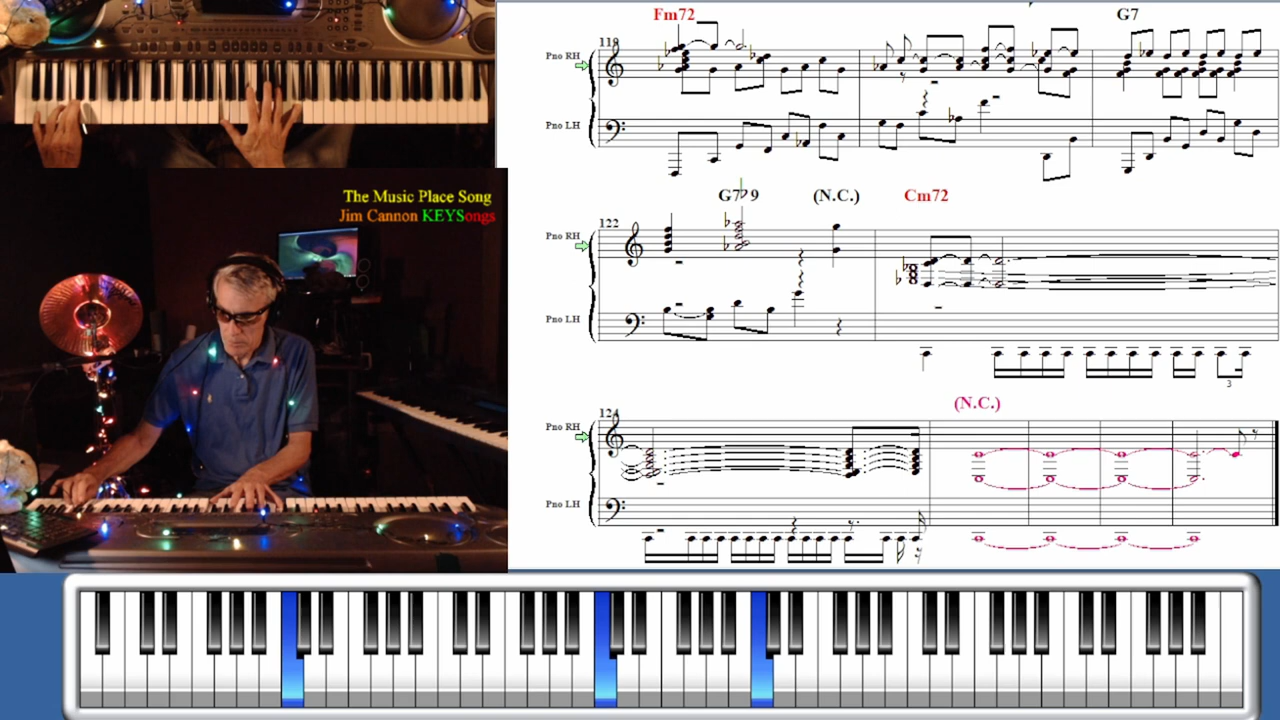 Fm72
G7
119
Pno RH
Pno LH
G7♭9
(N.C.)
Cm72
122
Pno RH
Pno LH
3
(N.C.)
124
Pno RH
Pno LH
The Music Place Song
Jim Cannon KEYSongs